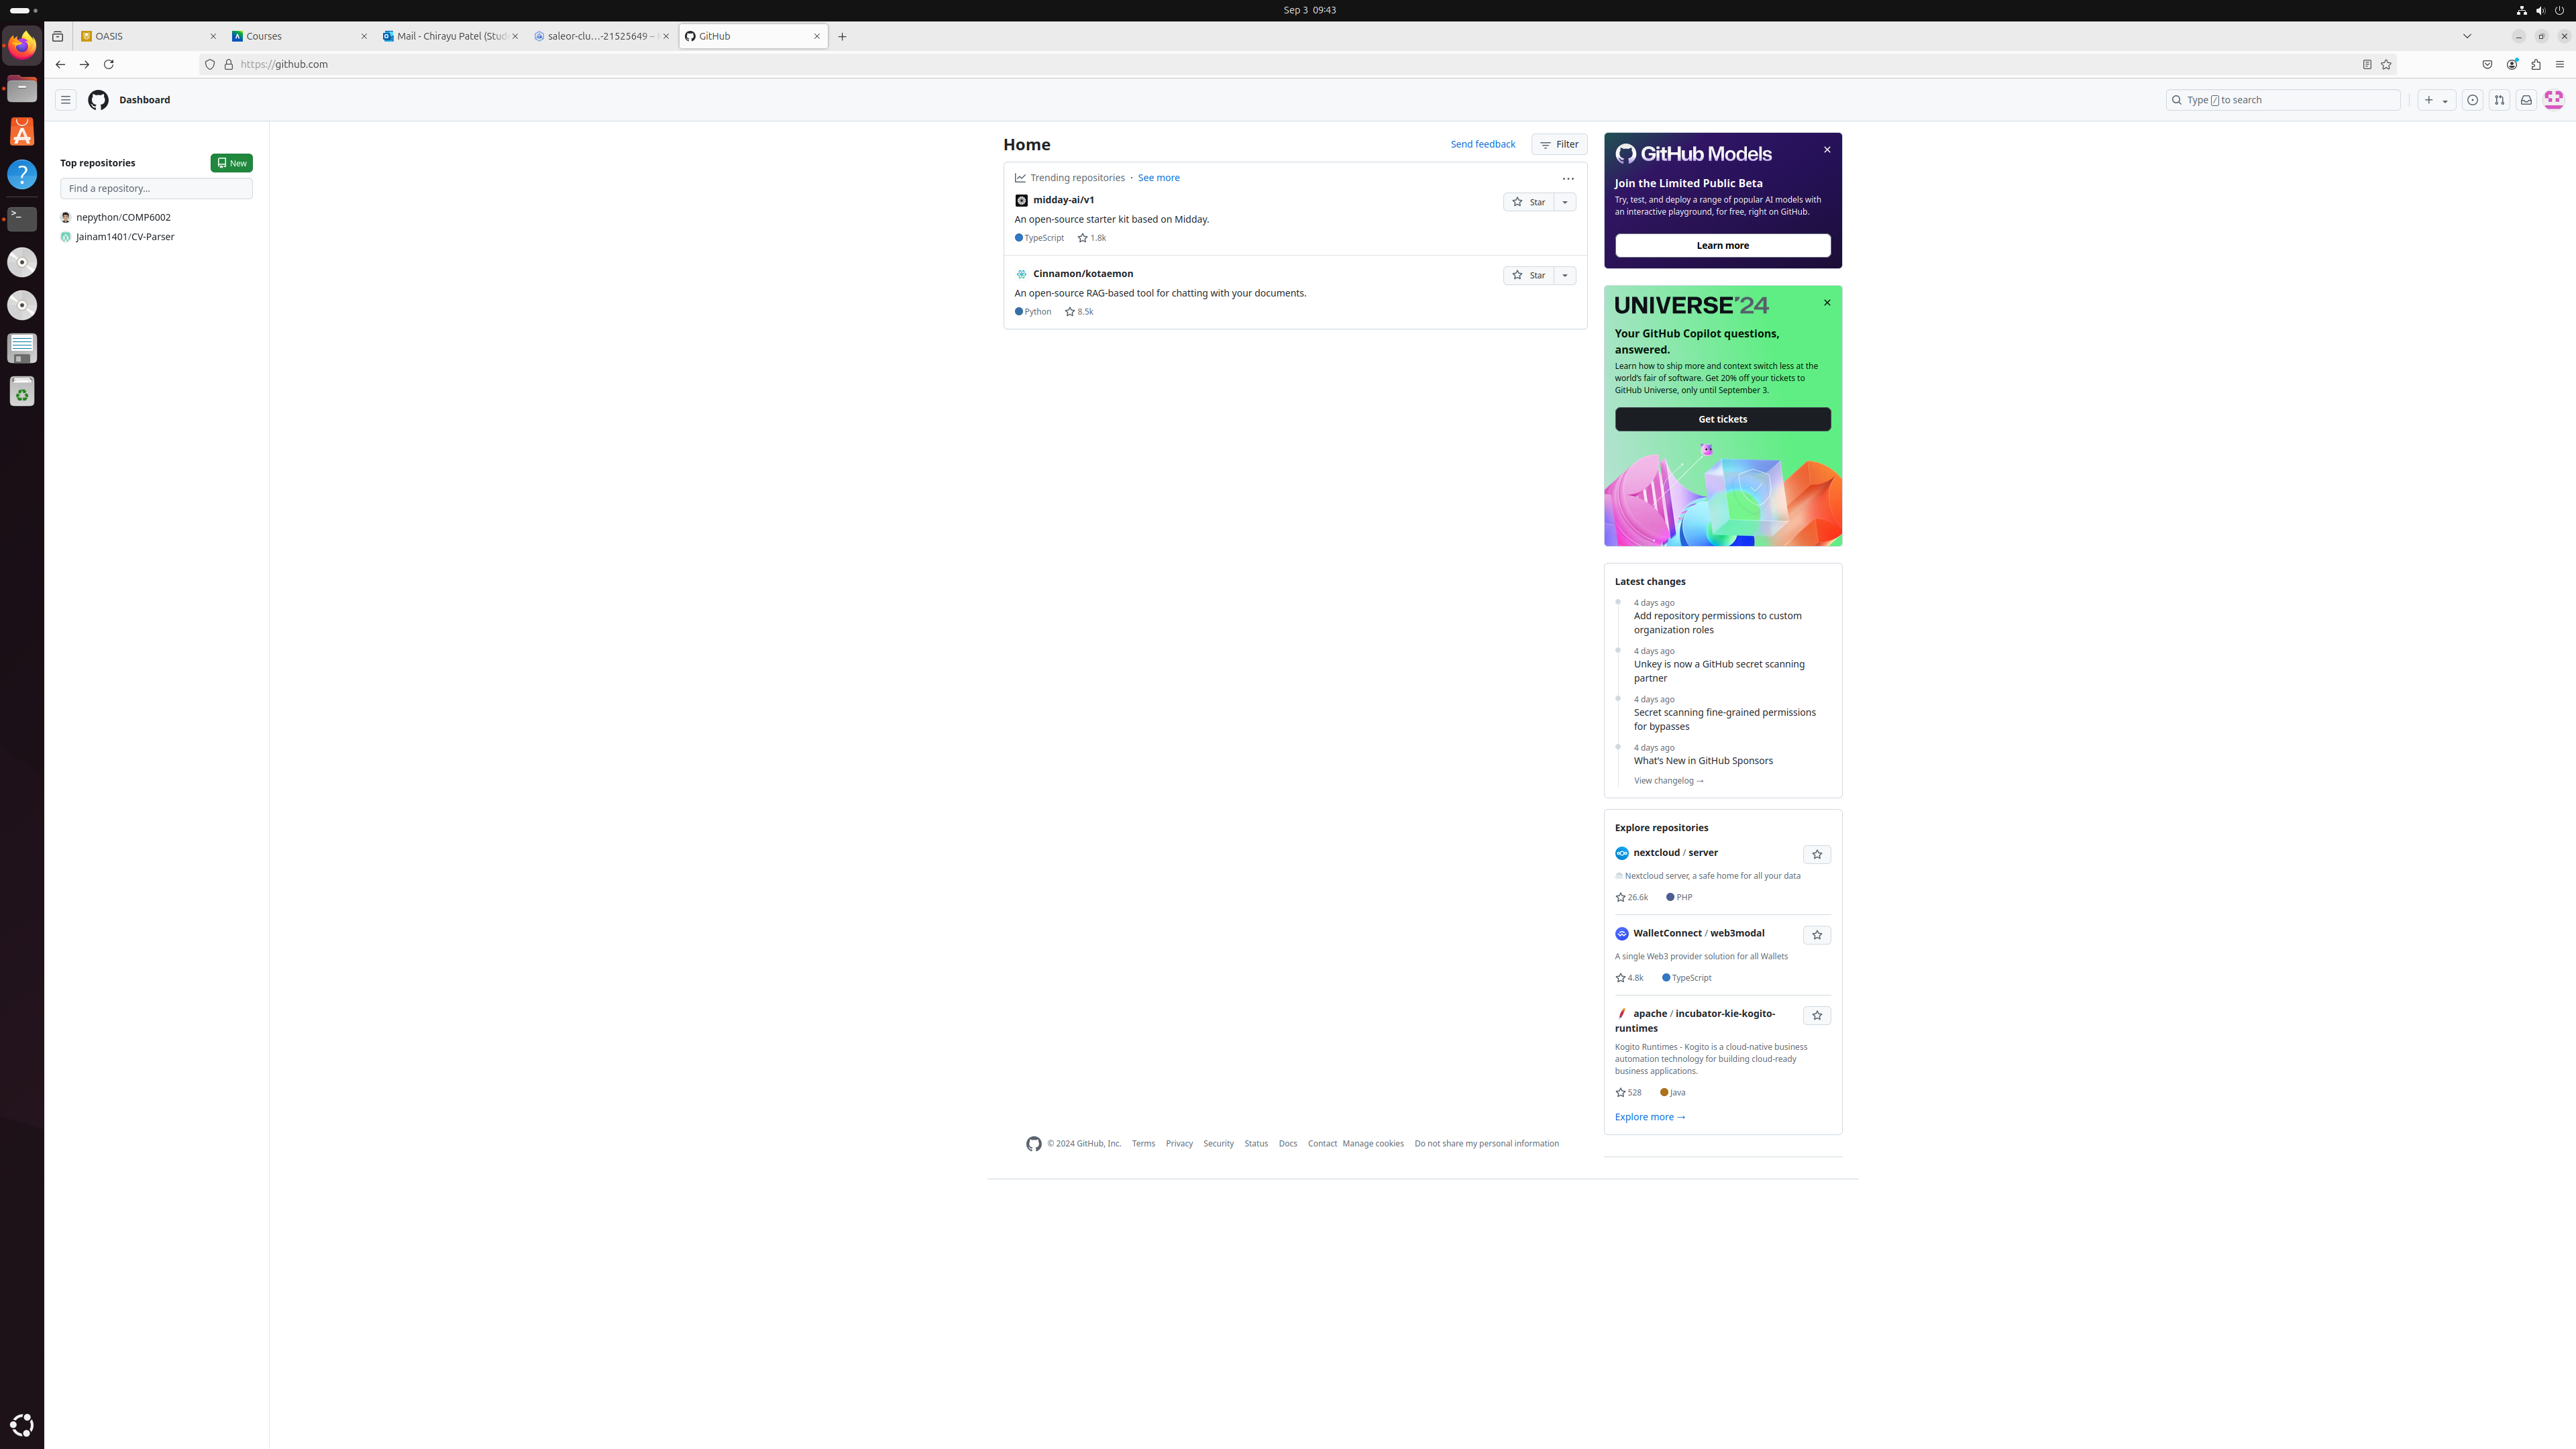 Sep 3 09:43
OASIS
Courses
Mail - Chirayu Patel (Stud
saleor-clu…-21525649 –
GitHub
https://github.com
Dashboard
Type / to search
Top repositories
New
Find a repository…
nepython/COMP6002
Jainam1401/CV-Parser
Home
Send feedback
Filter
Trending repositories · See more
midday-ai/v1
Star
An open-source starter kit based on Midday.
TypeScript 1.8k
Cinnamon/kotaemon
Star
An open-source RAG-based tool for chatting with your documents.
Python 8.5k
GitHub Models
Join the Limited Public Beta
Try, test, and deploy a range of popular AI models with
an interactive playground, for free, right on GitHub.
Learn more
UNIVERSE'24
Your GitHub Copilot questions,
answered.
Learn how to ship more and context switch less at the
world's fair of software. Get 20% off your tickets to
GitHub Universe, only until September 3.
Get tickets
Latest changes
4 days ago
Add repository permissions to custom
organization roles
4 days ago
Unkey is now a GitHub secret scanning
partner
4 days ago
Secret scanning fine-grained permissions
for bypasses
4 days ago
What's New in GitHub Sponsors
View changelog →
Explore repositories
nextcloud / server
Nextcloud server, a safe home for all your data
26.6k PHP
WalletConnect / web3modal
A single Web3 provider solution for all Wallets
4.8k TypeScript
apache / incubator-kie-kogito-
runtimes
Kogito Runtimes - Kogito is a cloud-native business
automation technology for building cloud-ready
business applications.
528 Java
Explore more →
© 2024 GitHub, Inc. Terms Privacy Security Status Docs Contact Manage cookies Do not share my personal information